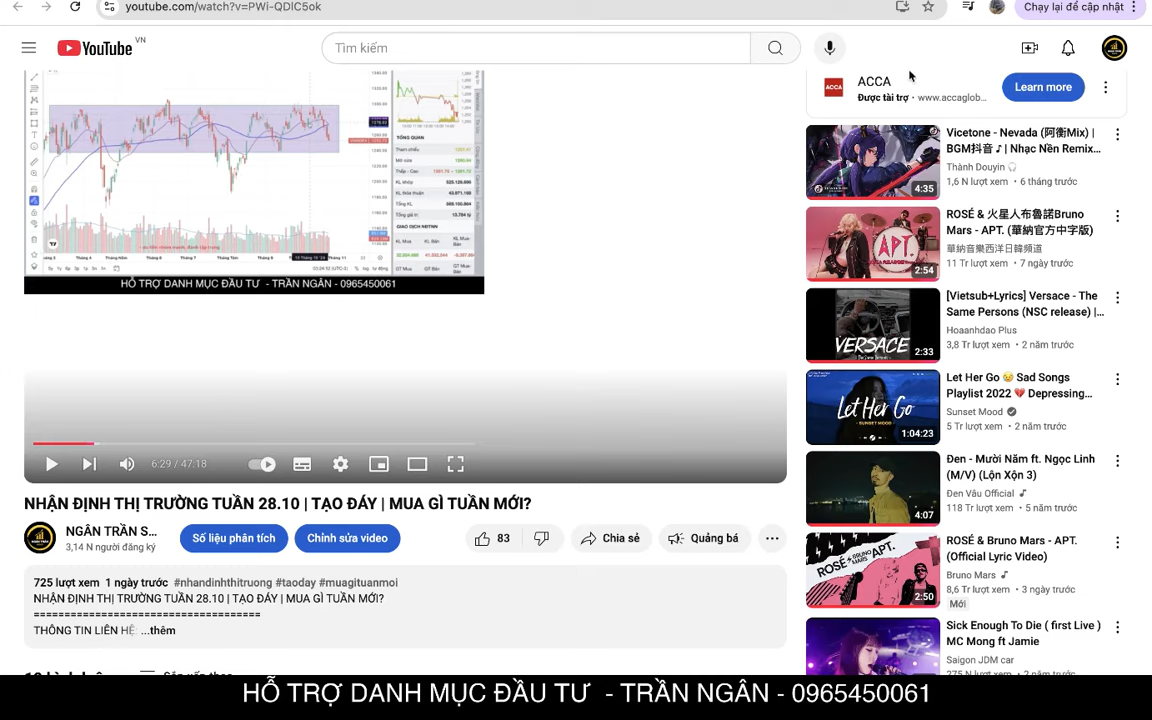 youtube.com/watch?v=PWi-QDIC5ok
Chạy lại để cập nhật
YouTube VN
Tìm kiếm
HỖ TRỢ DANH MỤC ĐẦU TƯ - TRẦN NGÂN - 0965450061
6:29 / 47:18
NHẬN ĐỊNH THỊ TRƯỜNG TUẦN 28.10 | TẠO ĐÁY | MUA GÌ TUẦN MỚI?
NGÂN TRẦN S...
3,14 N người đăng ký
Số liệu phân tích
Chỉnh sửa video
83
Chia sẻ
Quảng bá
725 lượt xem 1 ngày trước #nhandinhthitruong #taoday #muagituanmoi
NHẬN ĐỊNH THỊ TRƯỜNG TUẦN 28.10 | TẠO ĐÁY | MUA GÌ TUẦN MỚI?
====================================
THÔNG TIN LIÊN HỆ: ...thêm
ACCA
ACCA
Được tài trợ · www.accaglob...
Learn more
Vicetone - Nevada (阿衡Mix) |
BGM抖音 ♪ | Nhạc Nền Remix...
Thành Douyin
1,6 N lượt xem • 6 tháng trước
4:35
ROSÉ & 火星人布魯諾Bruno
Mars - APT. (華納官方中字版)
華納音樂西洋日韓頻道
11 Tr lượt xem • 7 ngày trước
APT.
2:54
[Vietsub+Lyrics] Versace - The
Same Persons (NSC release) |...
Hoaanhdao Plus
3,8 Tr lượt xem • 2 năm trước
VERSACE
2:33
Let Her Go 😢 Sad Songs
Playlist 2022 💔 Depressing...
Sunset Mood
5 Tr lượt xem • 2 năm trước
Let Her Go
- SUNSET MOOD -
1:04:23
Đen - Mười Năm ft. Ngọc Linh
(M/V) (Lộn Xộn 3)
Đen Vâu Official ♪
118 Tr lượt xem • 5 năm trước
4:07
ROSÉ & Bruno Mars - APT.
(Official Lyric Video)
Bruno Mars ♪
8,6 Tr lượt xem • 3 ngày trước
Mới
ROSÉ BRUNO MARS APT.
2:50
Sick Enough To Die ( first Live )
MC Mong ft Jamie
Saigon JDM car
HỖ TRỢ DANH MỤC ĐẦU TƯ - TRẦN NGÂN - 0965450061